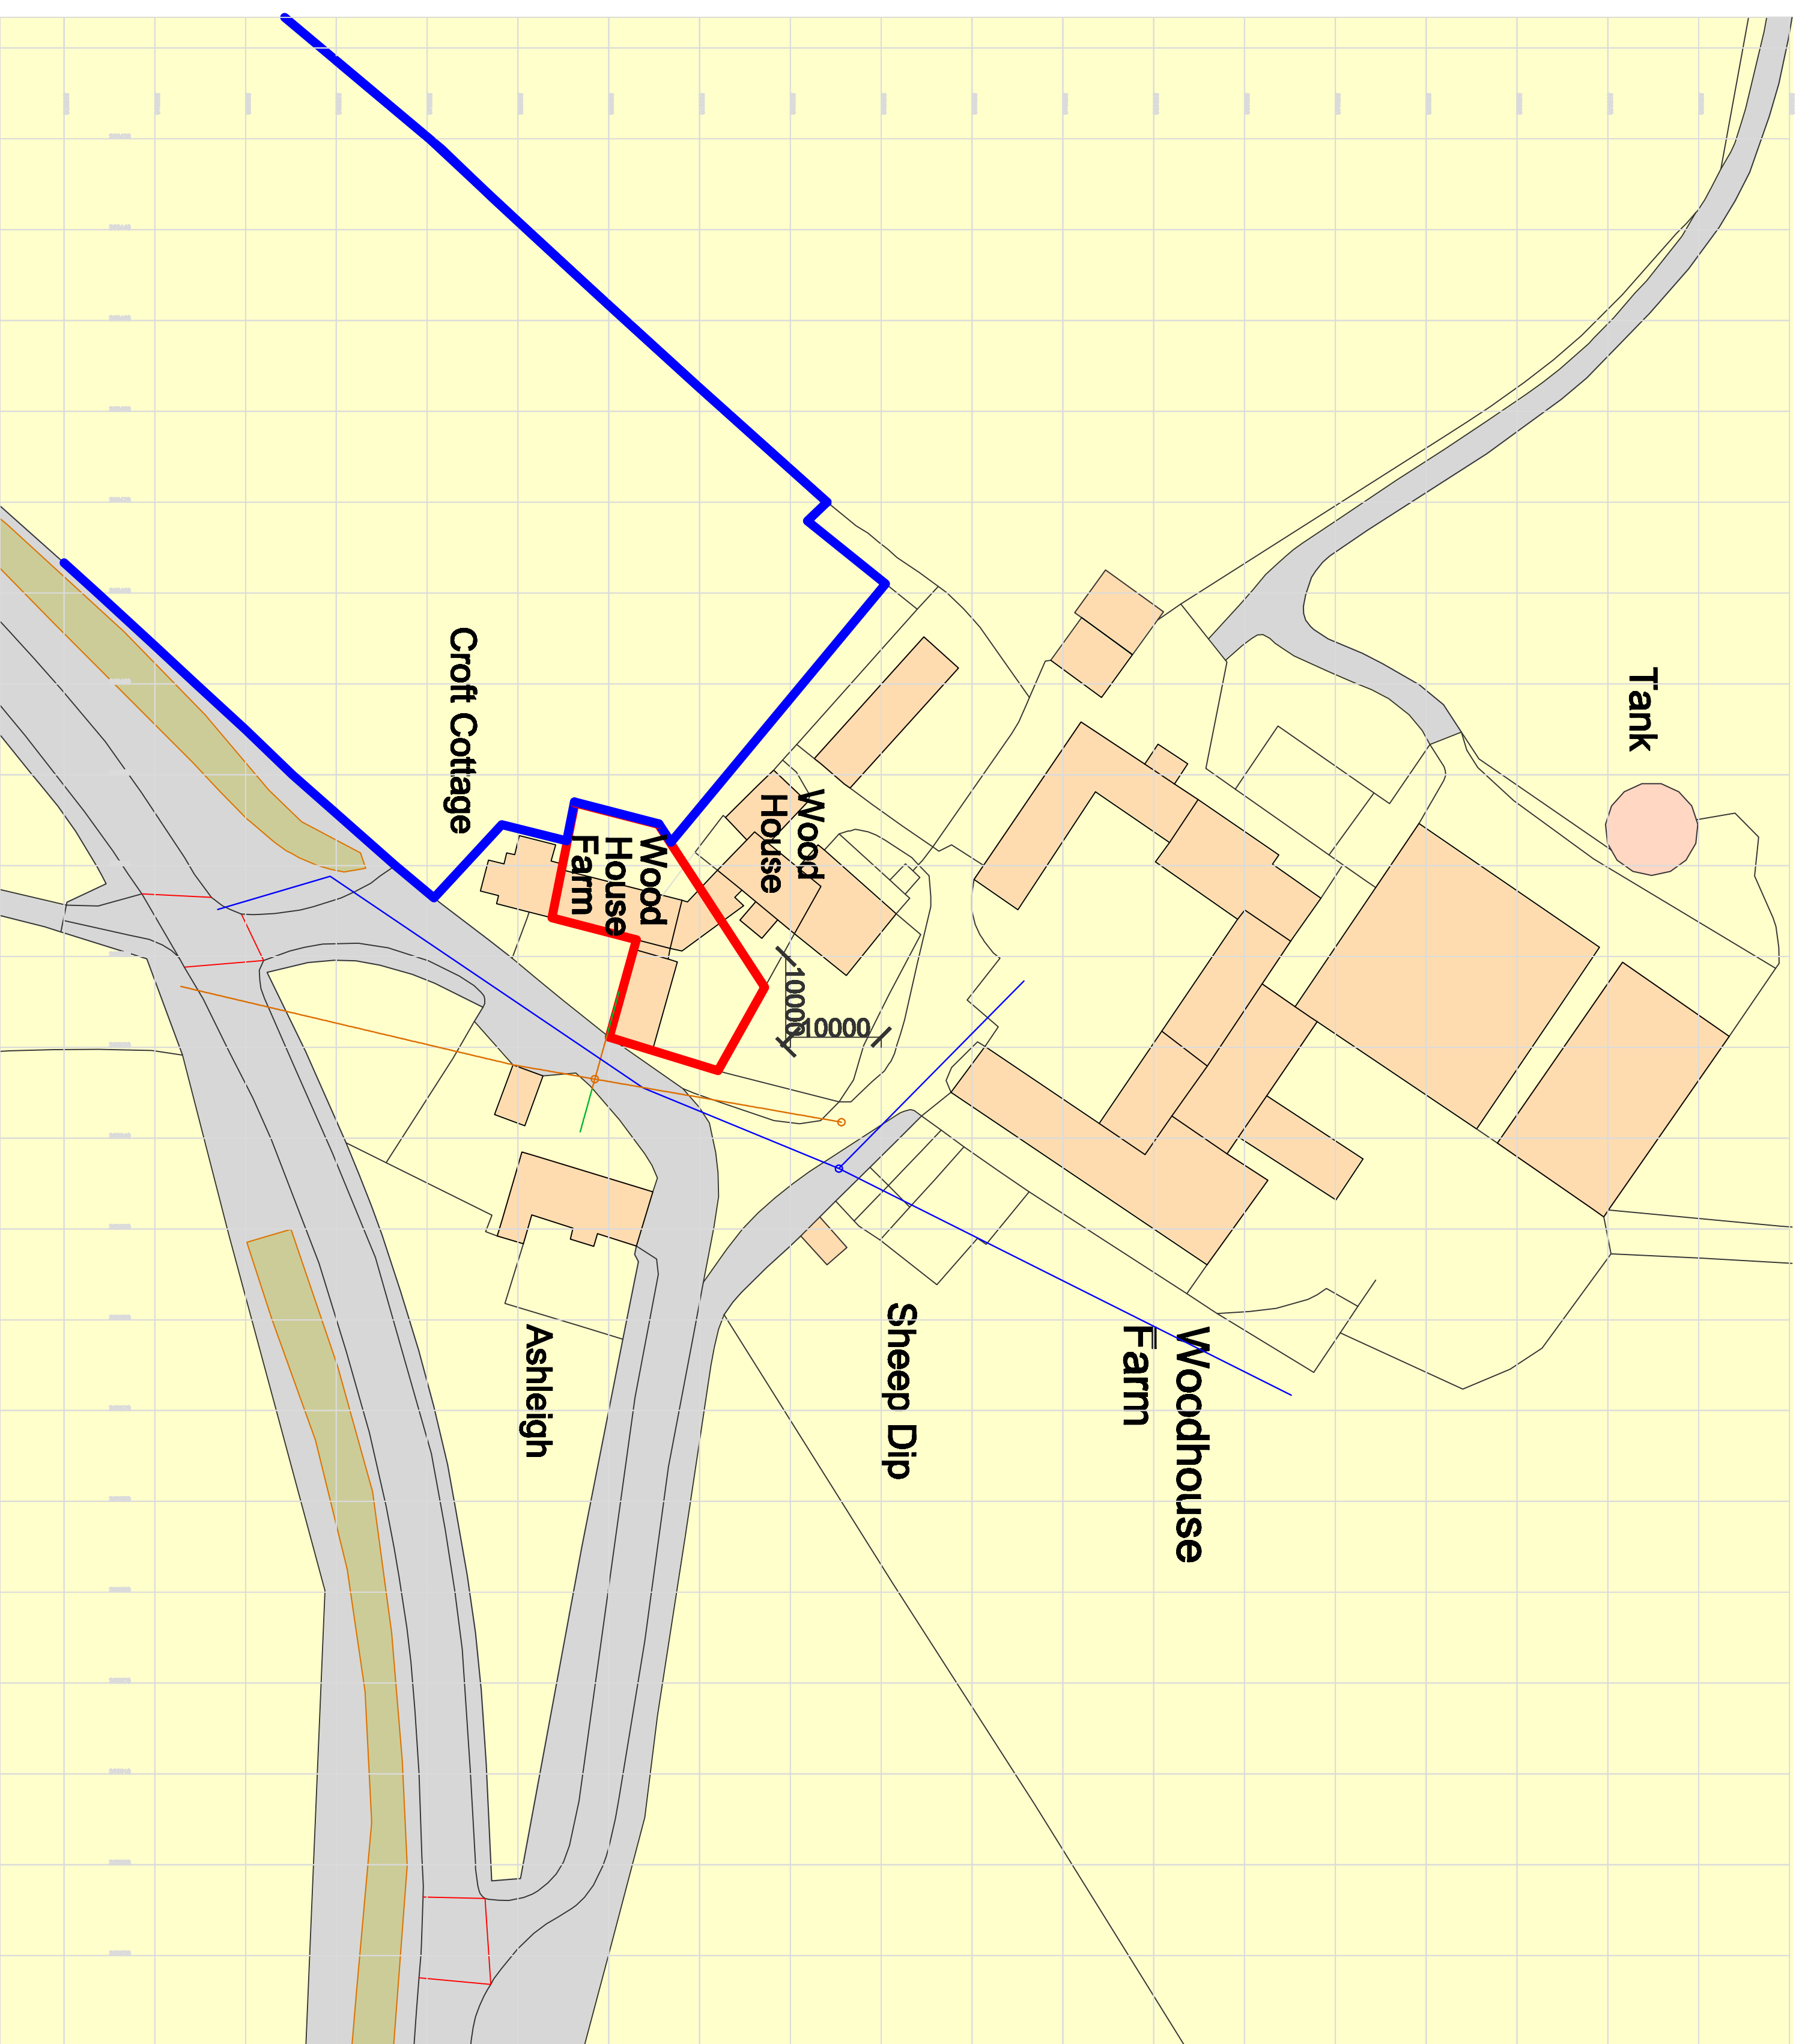 Tank
Croft Cottage
Wood
House
Wood
House
Farm
10000
10000
Sheep Dip
Woodhouse
Farm
Ashleigh